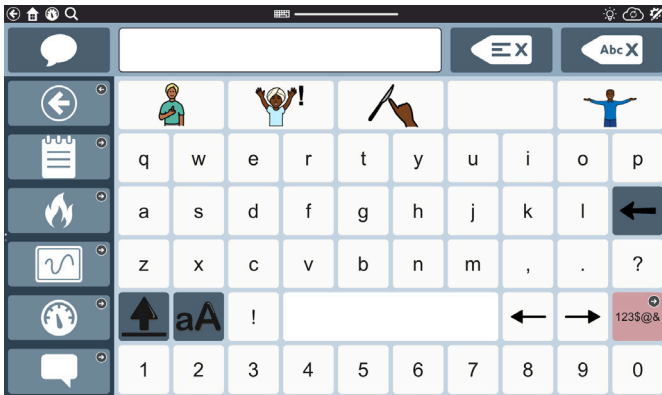 Abc X
!
q w e r t y u i o p
a s d f g h j k l
z x c v b n m , . ?
aA ! 123$@&
1 2 3 4 5 6 7 8 9 0